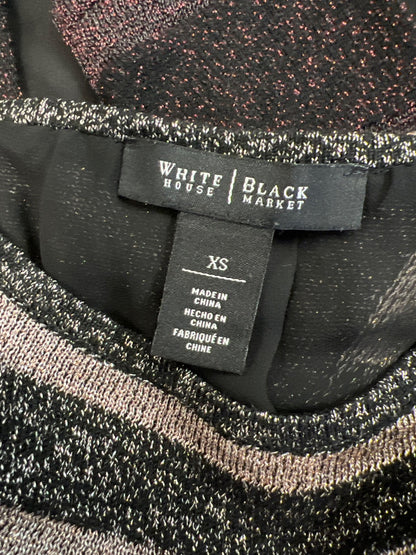 WHITE | BLACK
HOUSE | MARKET
XS
MADE IN
CHINA
HECHO EN
CHINA
FABRIQUÉ EN
CHINE